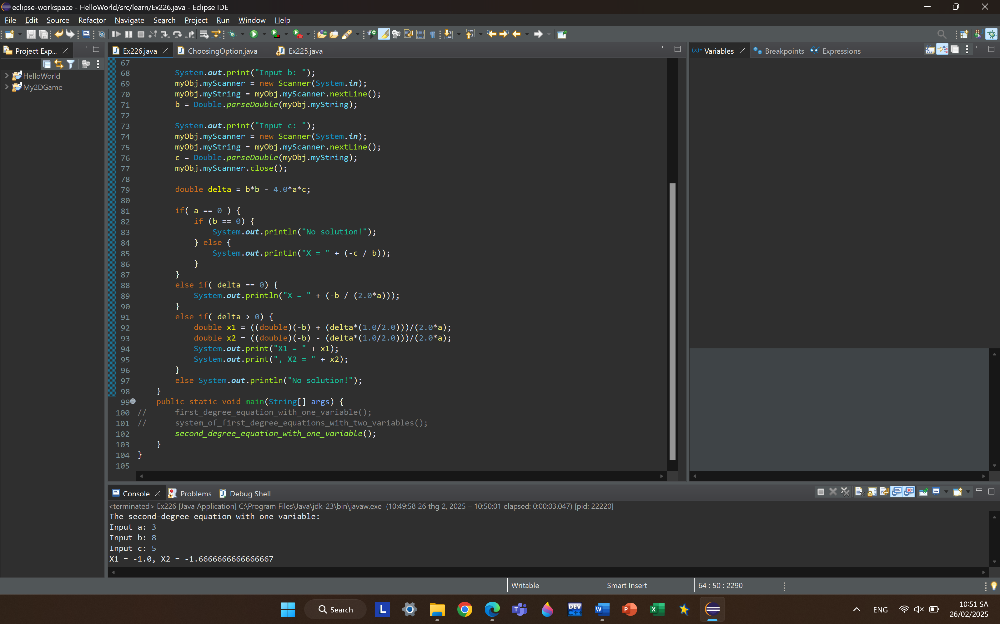 eclipse-workspace - HelloWorld/src/learn/Ex226.java - Eclipse IDE
File Edit Source Refactor Navigate Search Project Run Window Help
Project Exp...
HelloWorld
My2DGame
Ex226.java ChoosingOption.java Ex225.java
67
68 System.out.print("Input b: ");
69 myObj.myScanner = new Scanner(System.in);
70 myObj.myString = myObj.myScanner.nextLine();
71 b = Double.parseDouble(myObj.myString);
72
73 System.out.print("Input c: ");
74 myObj.myScanner = new Scanner(System.in);
75 myObj.myString = myObj.myScanner.nextLine();
76 c = Double.parseDouble(myObj.myString);
77 myObj.myScanner.close();
78
79 double delta = b*b - 4.0*a*c;
80
81 if( a == 0 ) {
82 if (b == 0) {
83 System.out.println("No solution!");
84 } else {
85 System.out.println("X = " + (-c / b));
86 }
87 }
88 else if( delta == 0) {
89 System.out.println("X = " + (-b / (2.0*a)));
90 }
91 else if( delta > 0) {
92 double x1 = ((double)(-b) + (delta*(1.0/2.0)))/(2.0*a);
93 double x2 = ((double)(-b) - (delta*(1.0/2.0)))/(2.0*a);
94 System.out.print("X1 = " + x1);
95 System.out.print(", X2 = " + x2);
96 }
97 else System.out.println("No solution!");
98 }
99 public static void main(String[] args) {
100 // first_degree_equation_with_one_variable();
101 // system_of_first_degree_equations_with_two_variables();
102 second_degree_equation_with_one_variable();
103 }
104 }
105
Variables Breakpoints Expressions
Console Problems Debug Shell
<terminated> Ex226 [Java Application] C:\Program Files\Java\jdk-23\bin\javaw.exe (10:49:58 26 thg 2, 2025 – 10:50:01 elapsed: 0:00:03.047) [pid: 22220]
The second-degree equation with one variable:
Input a: 3
Input b: 8
Input c: 5
X1 = -1.0, X2 = -1.6666666666666667
Writable Smart Insert 64 : 50 : 2290
Search
ENG
10:51 SA
26/02/2025